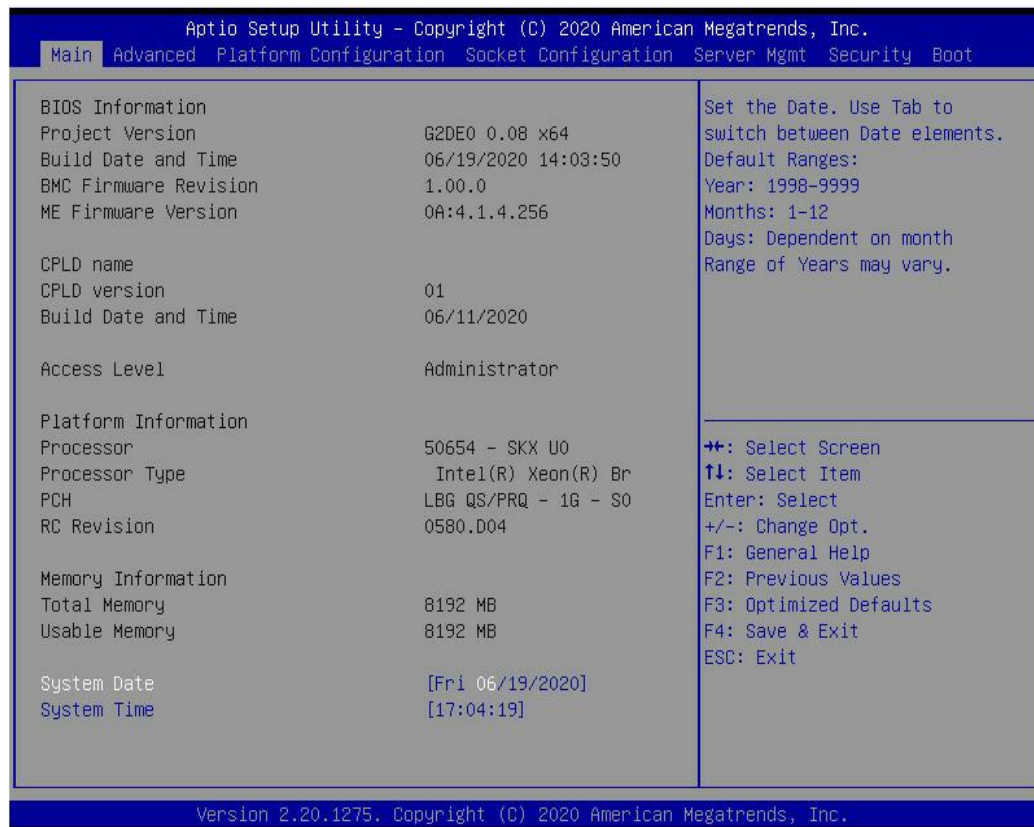 Aptio Setup Utility – Copyright (C) 2020 American Megatrends, Inc.
Main Advanced Platform Configuration Socket Configuration Server Mgmt Security Boot
BIOS Information
Project Version G2DE0 0.08 x64
Build Date and Time 06/19/2020 14:03:50
BMC Firmware Revision 1.00.0
ME Firmware Version 0A:4.1.4.256
CPLD name
CPLD version 01
Build Date and Time 06/11/2020
Access Level Administrator
Platform Information
Processor 50654 – SKX U0
Processor Type Intel(R) Xeon(R) Br
PCH LBG QS/PRQ – 1G – S0
RC Revision 0580.D04
Memory Information
Total Memory 8192 MB
Usable Memory 8192 MB
System Date [Fri 06/19/2020]
System Time [17:04:19]
Set the Date. Use Tab to
switch between Date elements.
Default Ranges:
Year: 1998–9999
Months: 1–12
Days: Dependent on month
Range of Years may vary.
→←: Select Screen
↑↓: Select Item
Enter: Select
+/–: Change Opt.
F1: General Help
F2: Previous Values
F3: Optimized Defaults
F4: Save & Exit
ESC: Exit
Version 2.20.1275. Copyright (C) 2020 American Megatrends, Inc.